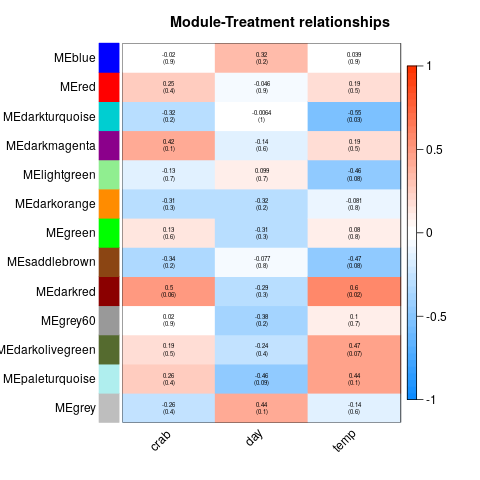 Module-Treatment relationships
MEblue -0.02 0.32 0.039
(0.9) (0.2) (0.9)
MEred 0.25 -0.046 0.19
(0.4) (0.9) (0.5)
MEdarkturquoise -0.32 -0.0064 -0.55
(0.2) (1) (0.03)
MEdarkmagenta 0.42 -0.14 0.19
(0.1) (0.6) (0.5)
MElightgreen -0.13 0.099 -0.46
(0.7) (0.7) (0.08)
MEdarkorange -0.31 -0.32 -0.081
(0.3) (0.2) (0.8)
MEgreen 0.13 -0.31 0.08
(0.6) (0.3) (0.8)
MEsaddlebrown -0.34 -0.077 -0.47
(0.2) (0.8) (0.08)
MEdarkred 0.5 -0.29 0.6
(0.06) (0.3) (0.02)
MEgrey60 0.02 -0.38 0.1
(0.9) (0.2) (0.7)
MEdarkolivegreen 0.19 -0.24 0.47
(0.5) (0.4) (0.07)
MEpaleturquoise 0.26 -0.46 0.44
(0.4) (0.09) (0.1)
MEgrey -0.26 0.44 -0.14
(0.4) (0.1) (0.6)
crab day temp
1
0.5
0
-0.5
-1